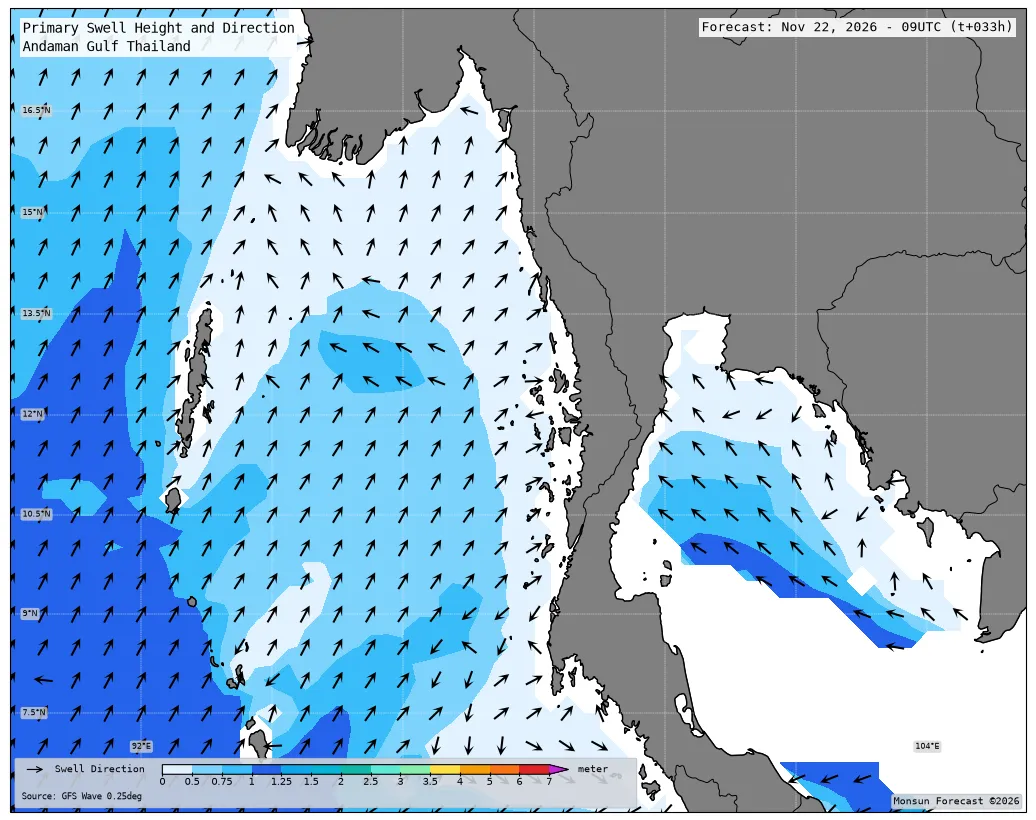 Primary Swell Height and Direction
Andaman Gulf Thailand
Forecast: Nov 22, 2026 - 09UTC (t+033h)
16.5°N
15°N
13.5°N
12°N
10.5°N
9°N
7.5°N
92°E
104°E
Swell Direction
meter
0 0.5 0.75 1.25 1.5 2 2.5 3 3.5 4 5 6 7
Source: GFS Wave 0.25deg
Monsun Forecast ©2026